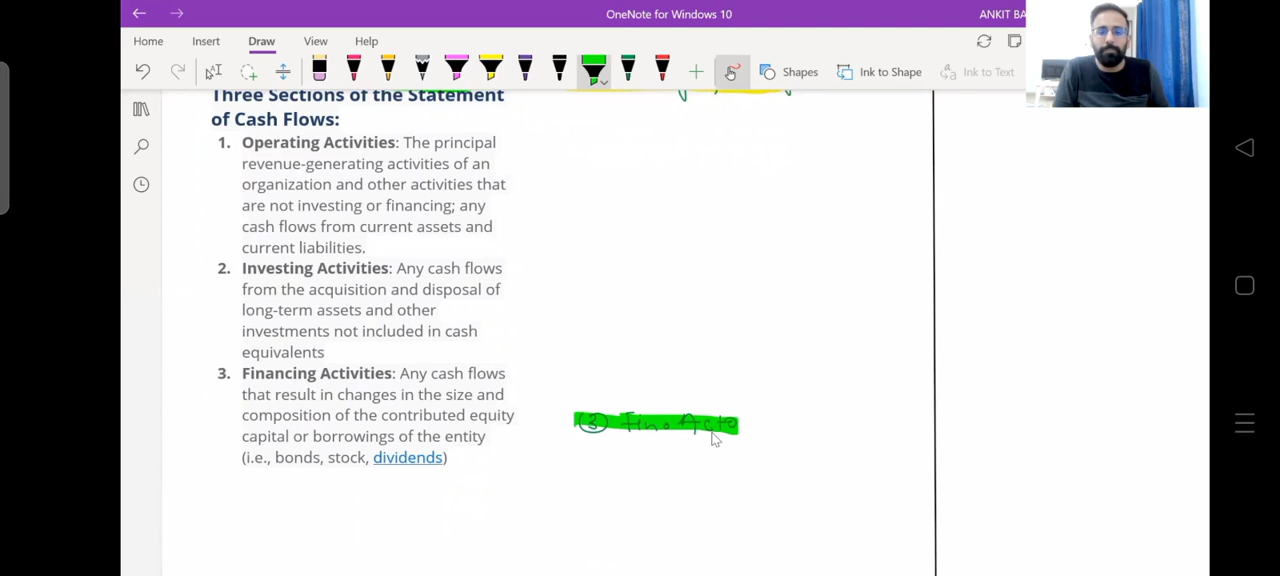 OneNote for Windows 10
ANKIT BA
Home Insert Draw View Help
Shapes Ink to Shape Ink to Text
Three Sections of the Statement
of Cash Flows:
1. Operating Activities: The principal
revenue-generating activities of an
organization and other activities that
are not investing or financing; any
cash flows from current assets and
current liabilities.
2. Investing Activities: Any cash flows
from the acquisition and disposal of
long-term assets and other
investments not included in cash
equivalents
3. Financing Activities: Any cash flows
that result in changes in the size and
composition of the contributed equity
capital or borrowings of the entity
(i.e., bonds, stock, dividends)
(3) Fin. Act.